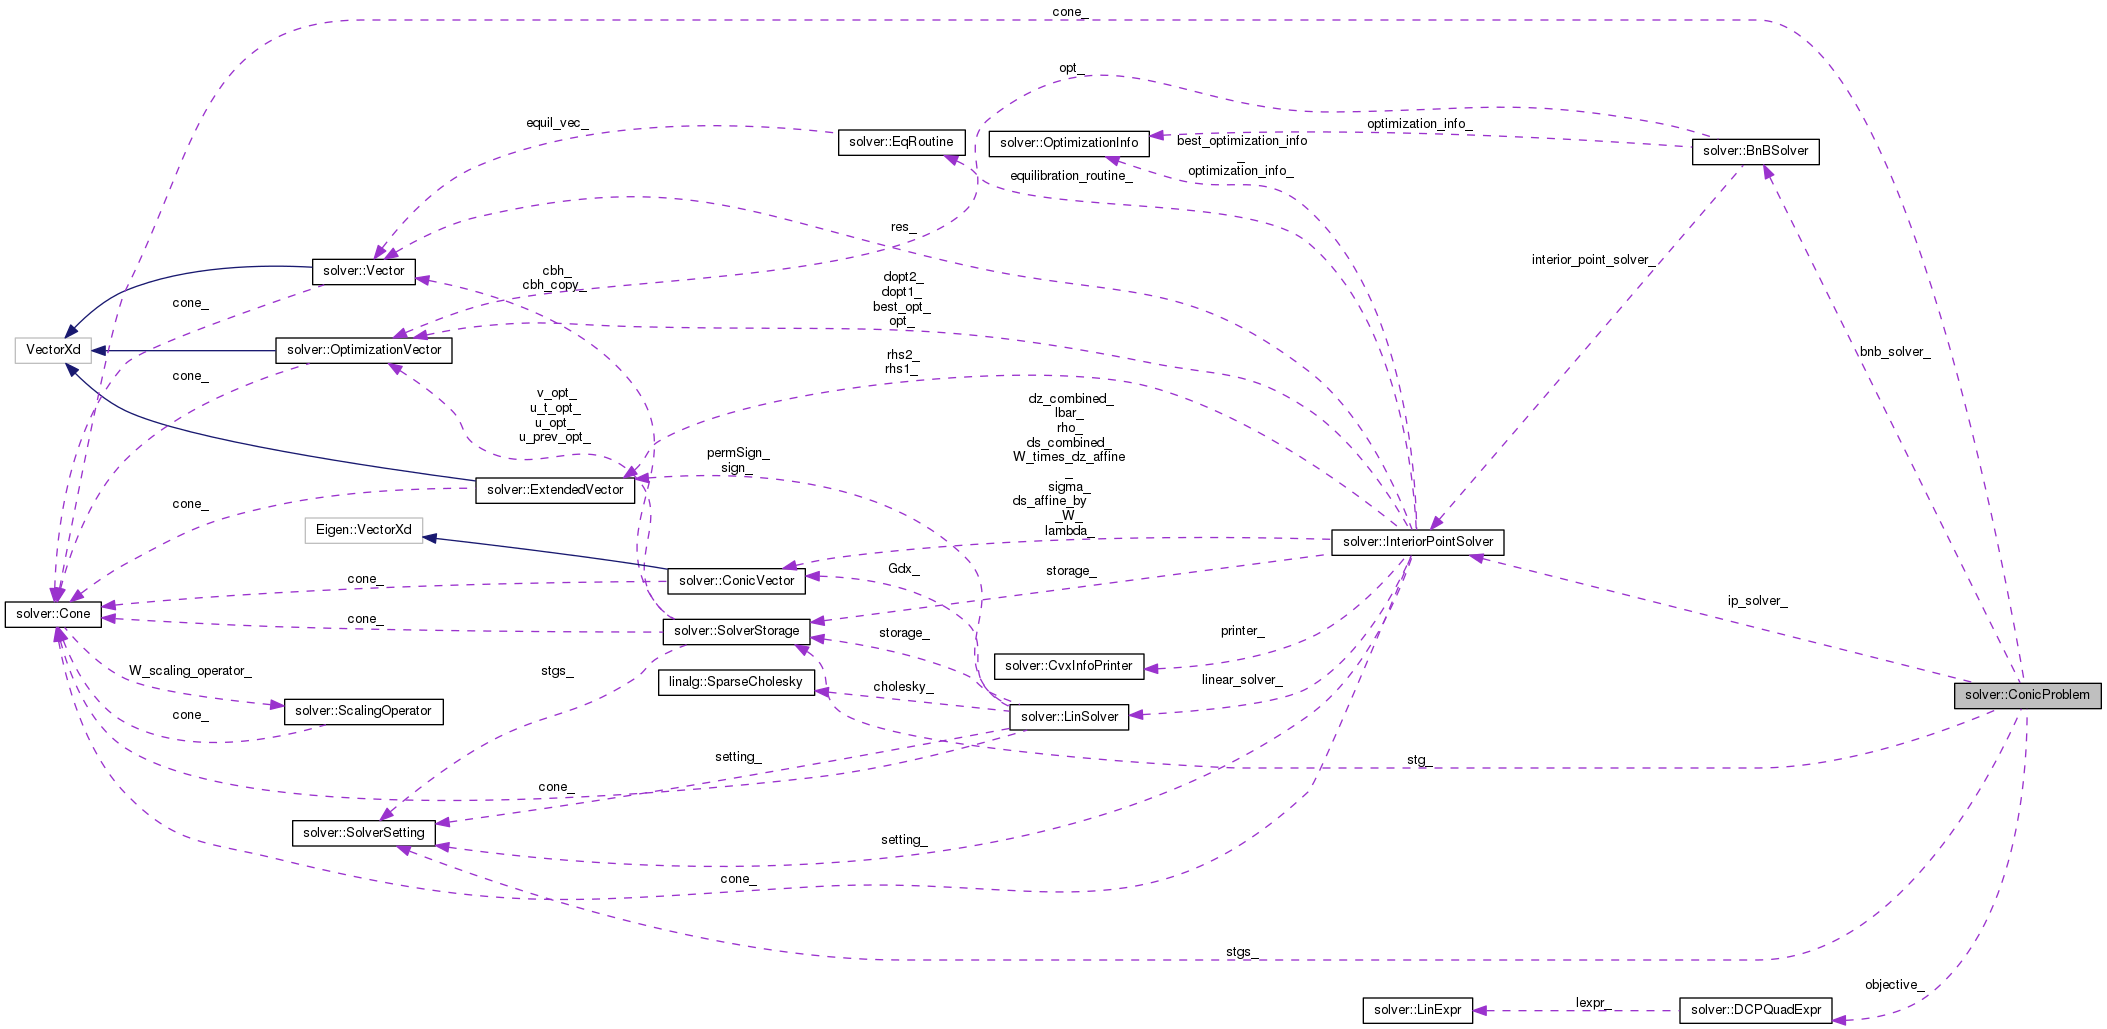 cone_
opt_
equil_vec_
solver::EqRoutine
solver::OptimizationInfo
optimization_info_
best_optimization_info
_
optimization_info_
solver::BnBSolver
equilibration_routine_
res_
interior_point_solver_
solver::Vector
cbh_
cbh_copy_
cone_
dopt2_
dopt1_
best_opt_
opt_
VectorXd
solver::OptimizationVector
bnb_solver_
rhs2_
rhs1_
cone_
v_opt_
u_t_opt_
u_opt_
u_prev_opt_
dz_combined_
lbar_
rho_
ds_combined_
W_times_dz_affine
_
sigma_
ds_affine_by
_W_
lambda_
permSign_
sign_
solver::ExtendedVector
cone_
Eigen::VectorXd
solver::InteriorPointSolver
solver::ConicVector
cone_
Gdx_
storage_
solver::Cone
cone_
solver::SolverStorage
storage_
printer_
ip_solver_
solver::CvxInfoPrinter
W_scaling_operator_
stgs_
linalg::SparseCholesky
cholesky_
linear_solver_
solver::ConicProblem
solver::ScalingOperator
cone_
solver::LinSolver
setting_
stg_
cone_
solver::SolverSetting
setting_
cone_
stgs_
objective_
solver::LinExpr
lexpr_
solver::DCPQuadExpr